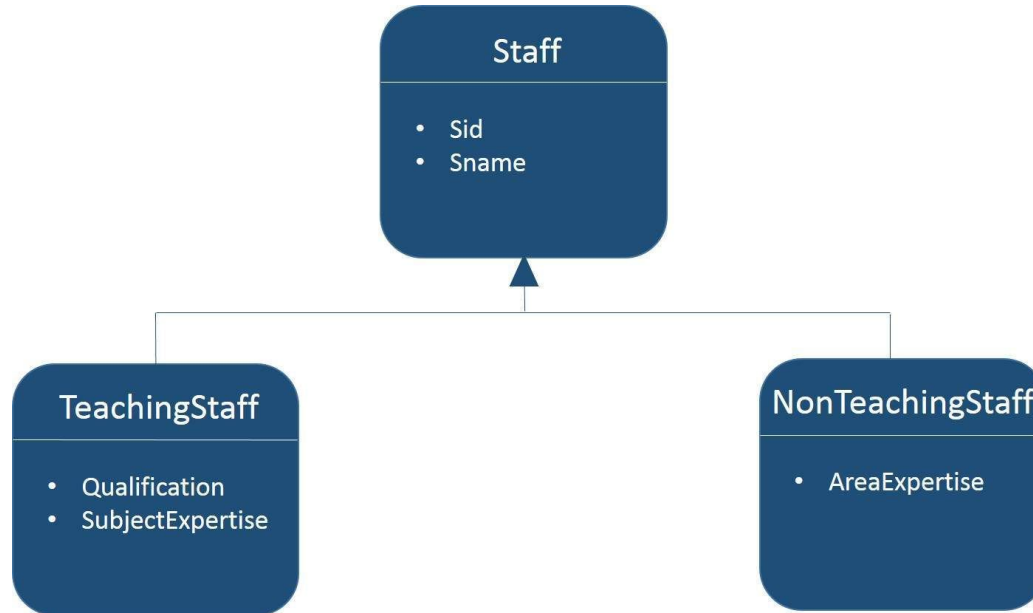 Staff
• Sid
• Sname
TeachingStaff
• Qualification
• SubjectExpertise
NonTeachingStaff
• AreaExpertise